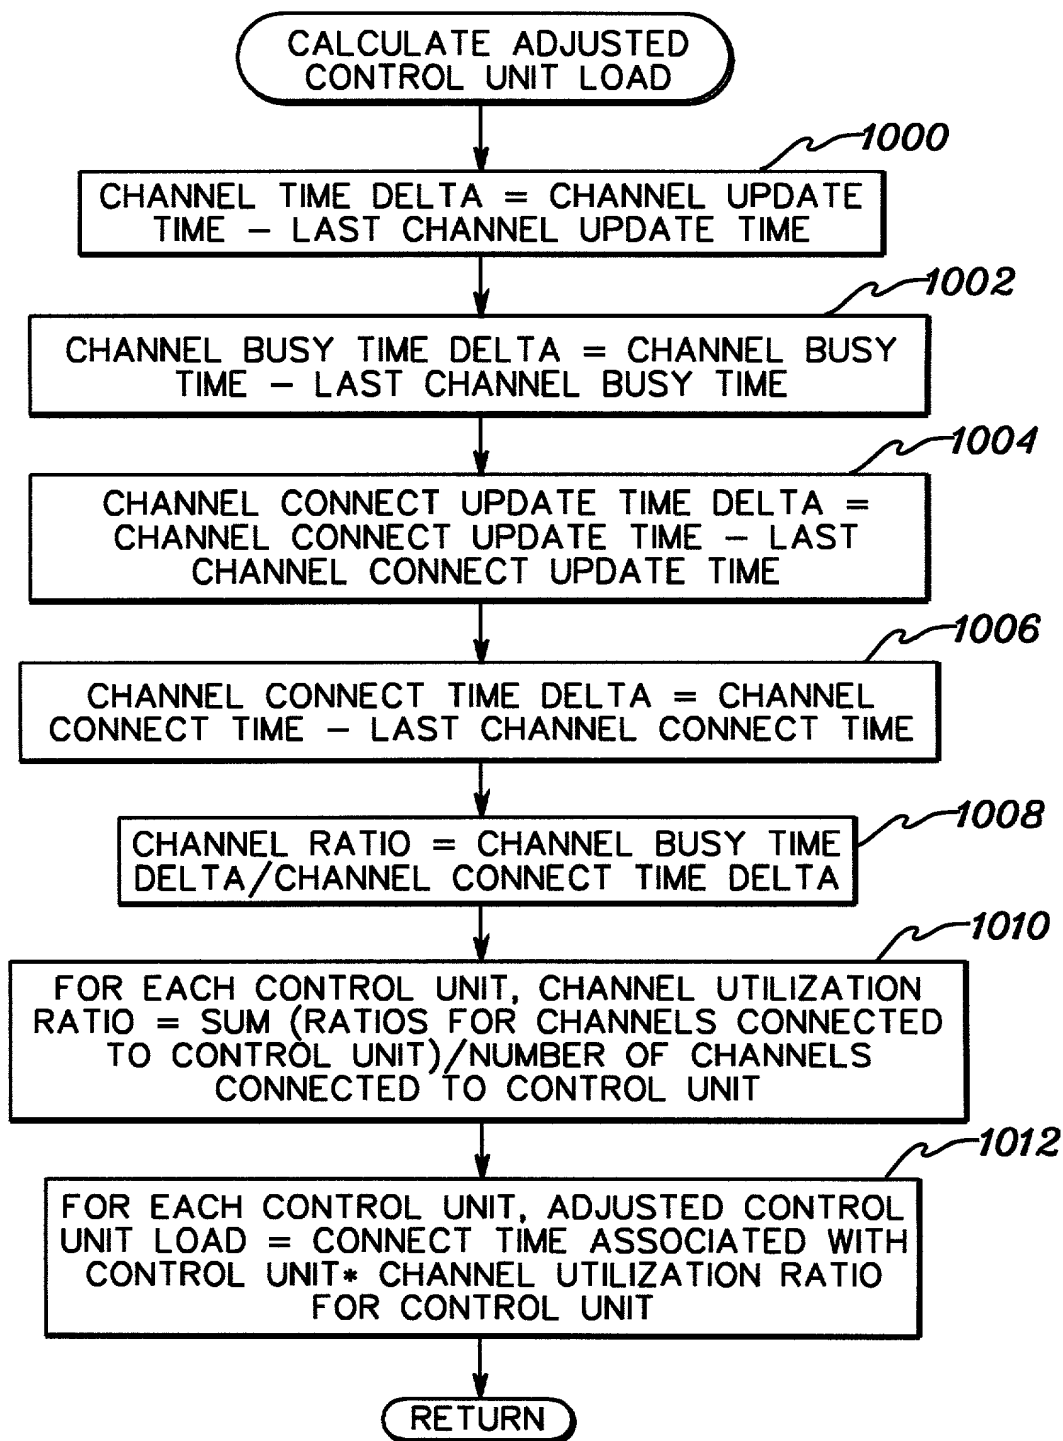 CALCULATE ADJUSTED
CONTROL UNIT LOAD
1000
CHANNEL TIME DELTA = CHANNEL UPDATE
TIME – LAST CHANNEL UPDATE TIME
1002
CHANNEL BUSY TIME DELTA = CHANNEL BUSY
TIME – LAST CHANNEL BUSY TIME
1004
CHANNEL CONNECT UPDATE TIME DELTA =
CHANNEL CONNECT UPDATE TIME – LAST
CHANNEL CONNECT UPDATE TIME
1006
CHANNEL CONNECT TIME DELTA = CHANNEL
CONNECT TIME – LAST CHANNEL CONNECT TIME
1008
CHANNEL RATIO = CHANNEL BUSY TIME
DELTA/CHANNEL CONNECT TIME DELTA
1010
FOR EACH CONTROL UNIT, CHANNEL UTILIZATION
RATIO = SUM (RATIOS FOR CHANNELS CONNECTED
TO CONTROL UNIT)/NUMBER OF CHANNELS
CONNECTED TO CONTROL UNIT
1012
FOR EACH CONTROL UNIT, ADJUSTED CONTROL
UNIT LOAD = CONNECT TIME ASSOCIATED WITH
CONTROL UNIT* CHANNEL UTILIZATION RATIO
FOR CONTROL UNIT
RETURN